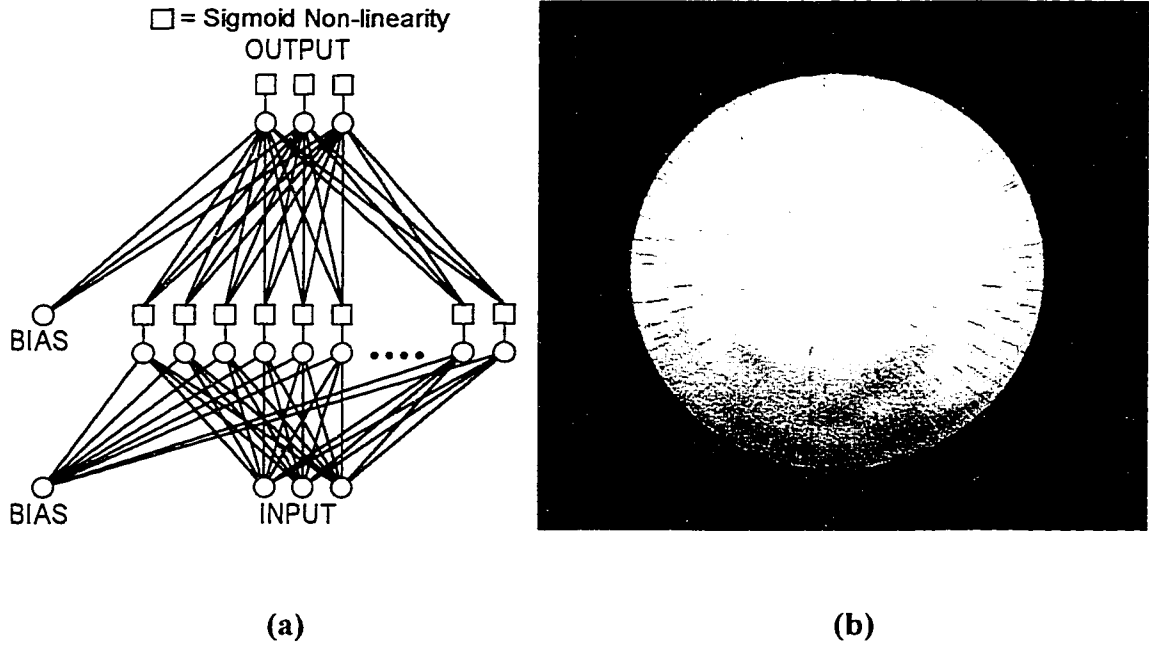 □ = Sigmoid Non-linearity
OUTPUT
BIAS
BIAS
INPUT
(a)
(b)